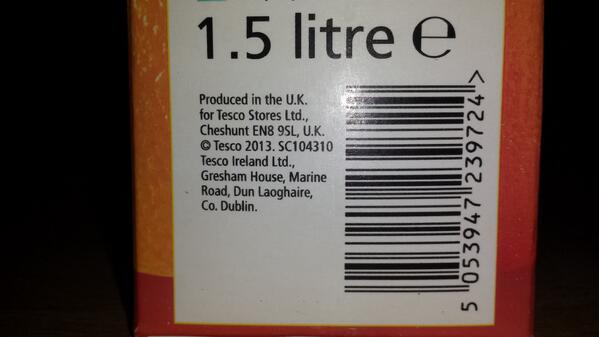 1.5 litre ℮
Produced in the U.K.
for Tesco Stores Ltd.,
Cheshunt EN8 9SL, U.K.
© Tesco 2013. SC104310
Tesco Ireland Ltd.,
Gresham House, Marine
Road, Dun Laoghaire,
Co. Dublin.
5 053947 239724 >